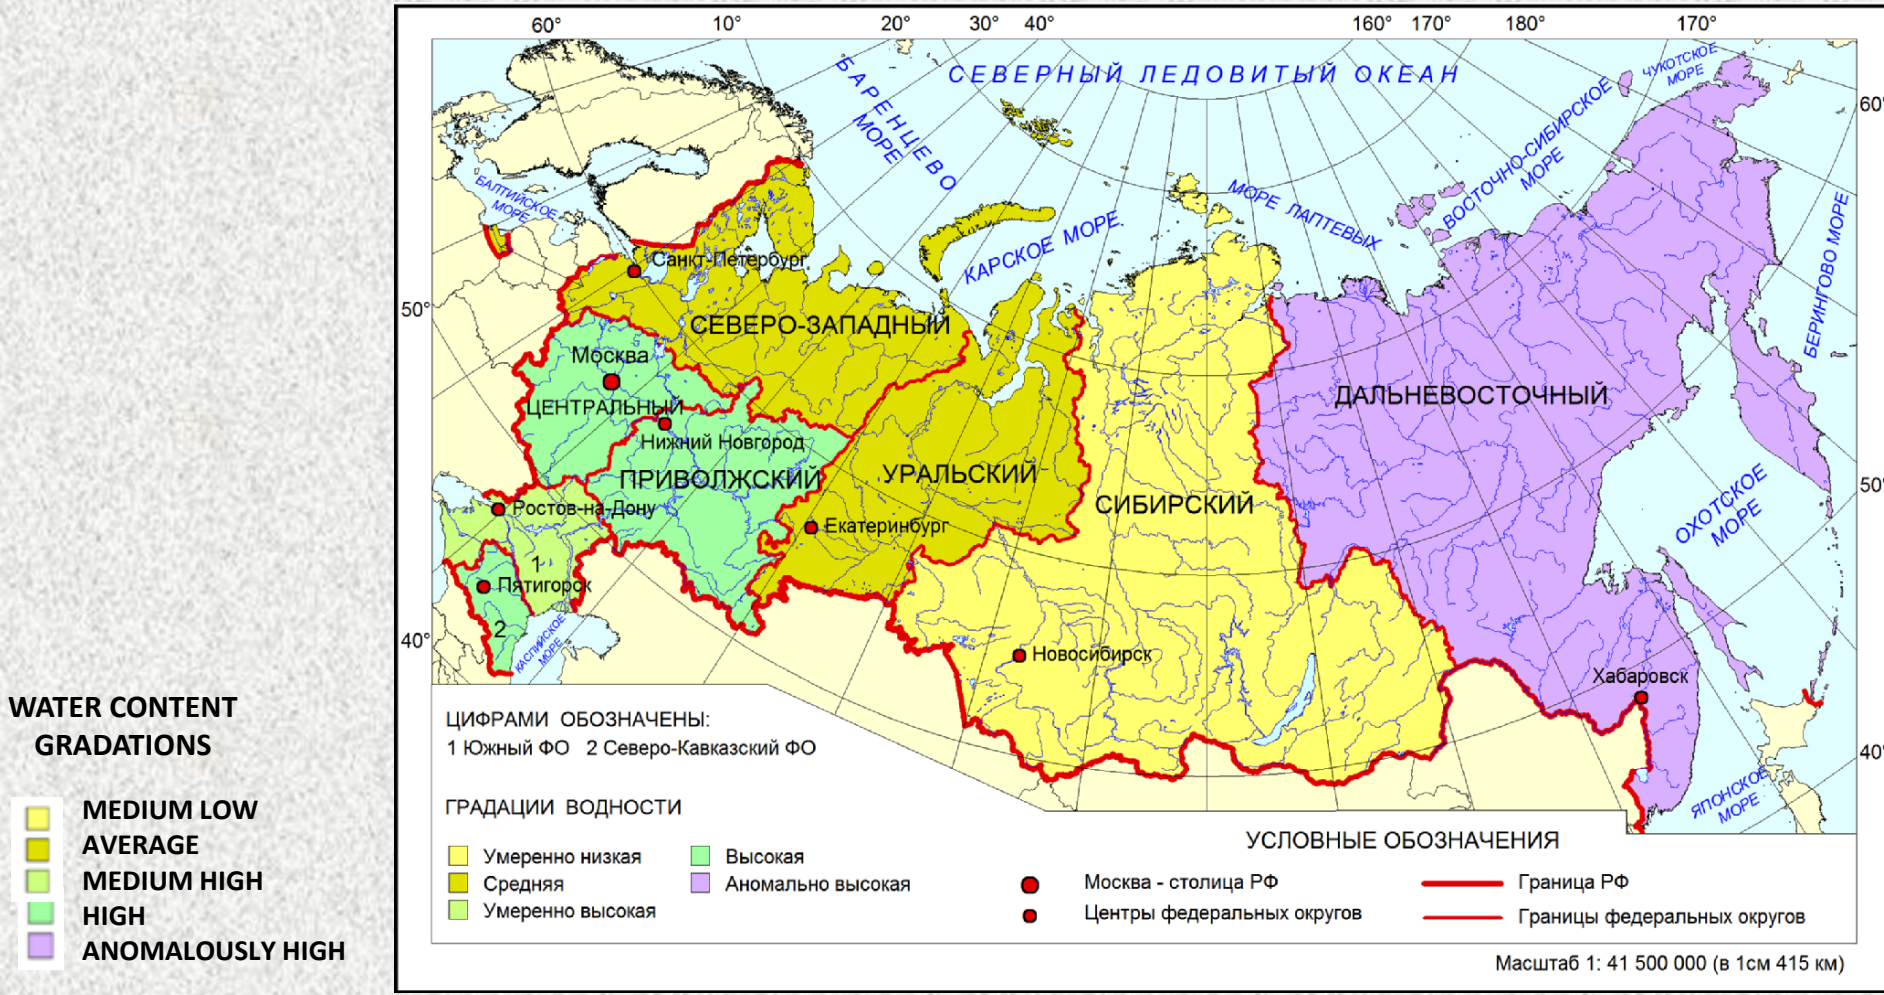 60° 10° 20° 30° 40° 160° 170° 180° 170°
СЕВЕРНЫЙ ЛЕДОВИТЫЙ ОКЕАН
БАРЕНЦЕВО
МОРЕ
ЧУКОТСКОЕ
МОРЕ
60°
ВОСТОЧНО-СИБИРСКОЕ
МОРЕ
БАЛТИЙСКОЕ
МОРЕ
МОРЕ ЛАПТЕВЫХ
КАРСКОЕ МОРЕ
БЕРИНГОВО МОРЕ
Санкт-Петербург
50°
СЕВЕРО-ЗАПАДНЫЙ
Москва
ДАЛЬНЕВОСТОЧНЫЙ
ЦЕНТРАЛЬНЫЙ
Нижний Новгород
ПРИВОЛЖСКИЙ
УРАЛЬСКИЙ
СИБИРСКИЙ
50°
ОХОТСКОЕ
МОРЕ
Ростов-на-Дону
Екатеринбург
1
Пятигорск
2
КАСПИЙСКОЕ
МОРЕ
40°
Новосибирск
Хабаровск
40°
ЯПОНСКОЕ
МОРЕ
WATER CONTENT
GRADATIONS
MEDIUM LOW
AVERAGE
MEDIUM HIGH
HIGH
ANOMALOUSLY HIGH
ЦИФРАМИ ОБОЗНАЧЕНЫ:
1 Южный ФО 2 Северо-Кавказский ФО
ГРАДАЦИИ ВОДНОСТИ
Умеренно низкая
Средняя
Умеренно высокая
Высокая
Аномально высокая
УСЛОВНЫЕ ОБОЗНАЧЕНИЯ
Москва - столица РФ
Центры федеральных округов
Граница РФ
Границы федеральных округов
Масштаб 1: 41 500 000 (в 1см 415 км)